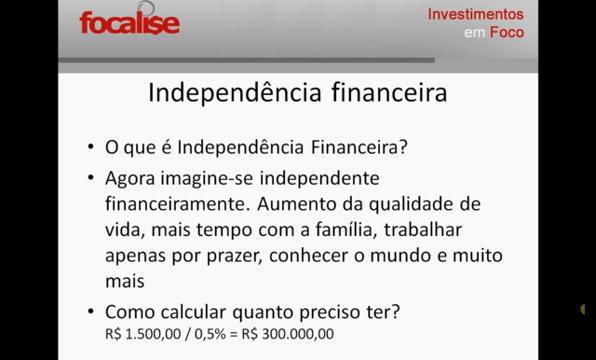 focalise
Investimentos
em Foco
Independência financeira
• O que é Independência Financeira?
• Agora imagine-se independente
financeiramente. Aumento da qualidade de
vida, mais tempo com a família, trabalhar
apenas por prazer, conhecer o mundo e muito
mais
• Como calcular quanto preciso ter?
R$ 1.500,00 / 0,5% = R$ 300.000,00